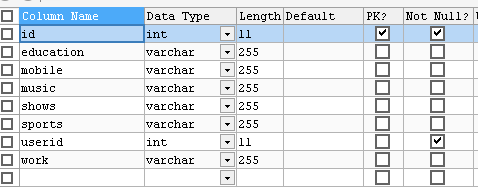 Column Name Data Type Length Default PK? Not Null?
id int 11
education varchar 255
mobile varchar 255
music varchar 255
shows varchar 255
sports varchar 255
userid int 11
work varchar 255